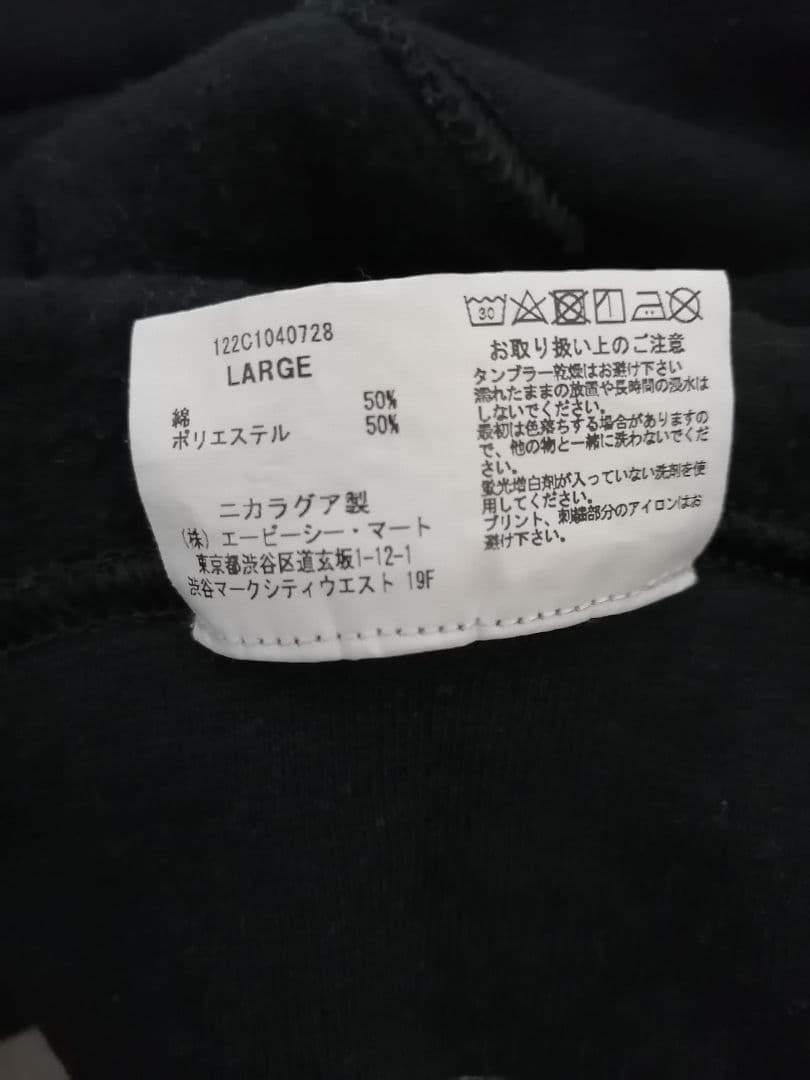 122C1040728
LARGE
綿 50%
ポリエステル 50%
ニカラグア製
(株) エービーシー・マート
東京都渋谷区道玄坂1-12-1
渋谷マークシティウエスト 19F
30
お取り扱い上のご注意
タンブラー乾燥はお避け下さい
濡れたままの放置や長時間の浸水は
しないでください。
最初は色落ちする場合がありますの
で、他の物と一緒に洗わないでくだ
さい。
蛍光増白剤が入っていない洗剤を使
用してください。
プリント、刺繍部分のアイロンはお
避け下さい。